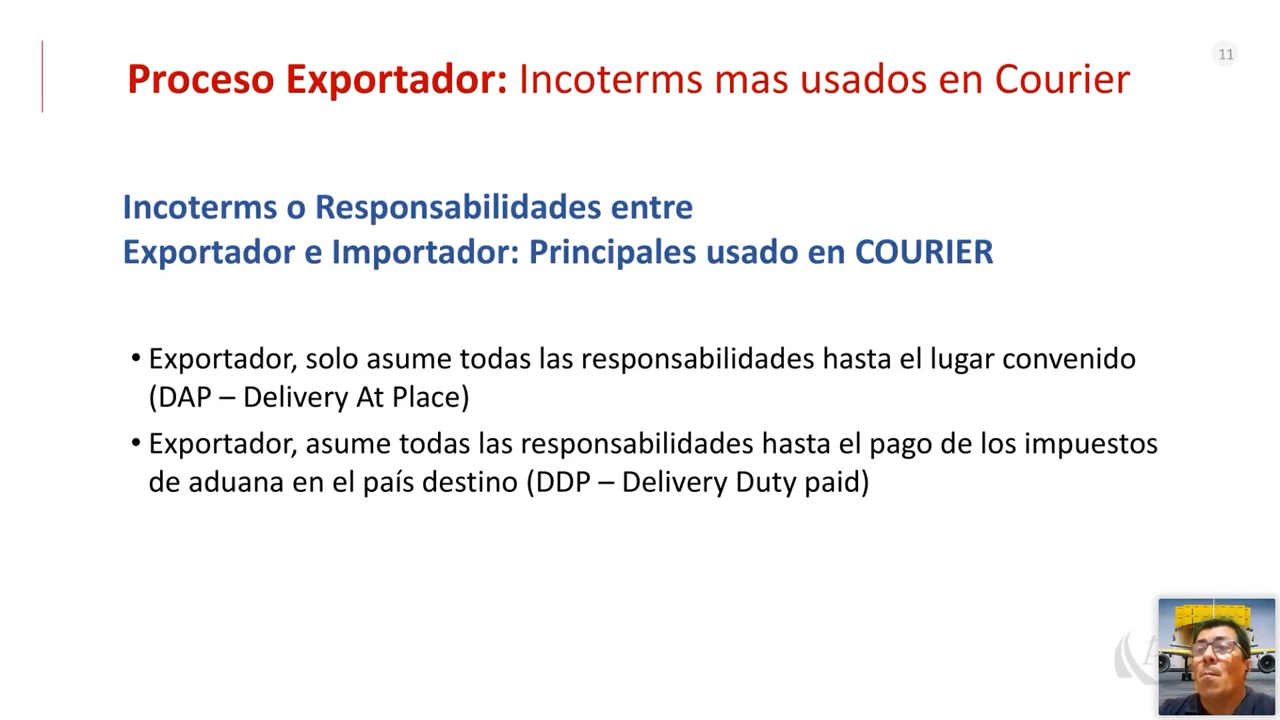 11
Proceso Exportador: Incoterms mas usados en Courier
Incoterms o Responsabilidades entre
Exportador e Importador: Principales usado en COURIER
• Exportador, solo asume todas las responsabilidades hasta el lugar convenido
(DAP – Delivery At Place)
• Exportador, asume todas las responsabilidades hasta el pago de los impuestos
de aduana en el país destino (DDP – Delivery Duty paid)